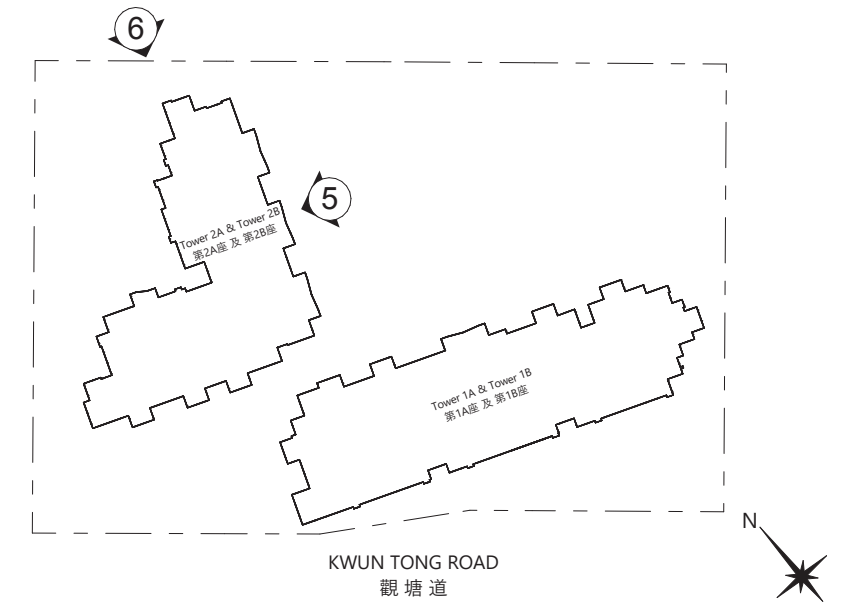 6
5
Tower 2A & Tower 2B
第2A座 及 第2B座
Tower 1A & Tower 1B
第1A座 及 第1B座
N
KWUN TONG ROAD
觀塘道